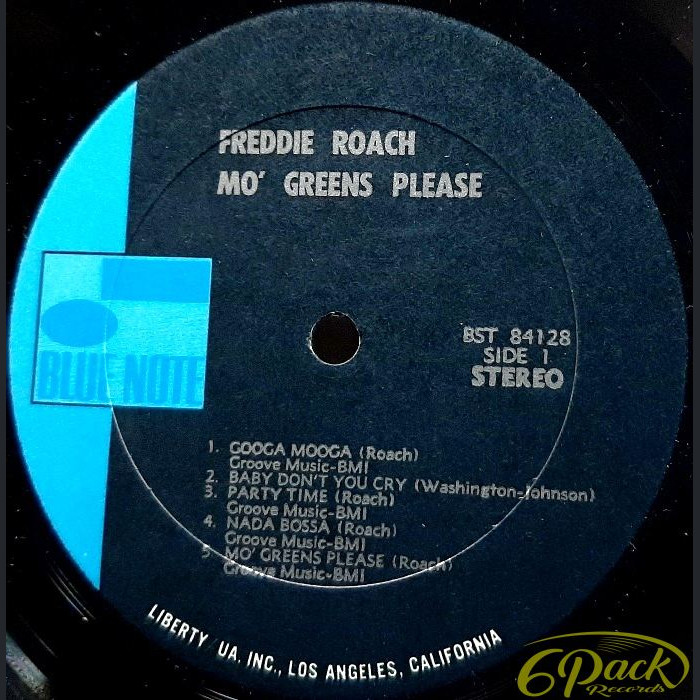 FREDDIE ROACH
MO' GREENS PLEASE
BLUE NOTE
BST 84128
SIDE 1
STEREO
1. GOOGA MOOGA (Roach)
Groove Music-BMI
2. BABY DON'T YOU CRY (Washington-Johnson)
3. PARTY TIME (Roach)
Groove Music-BMI
4. NADA BOSSA (Roach)
Groove Music-BMI
5. MO' GREENS PLEASE (Roach)
Groove Music-BMI
LIBERTY/UA, INC., LOS ANGELES, CALIFORNIA
6Pack
Records